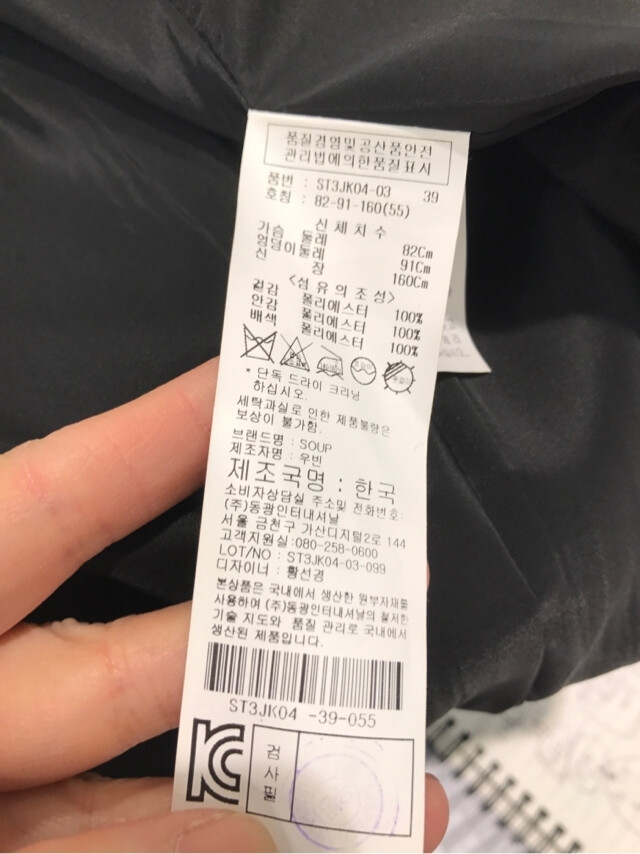 품질경영및공산품안전
관리법에의한품질표시
품번 : ST3JK04-03 39
호칭 : 82-91-160(55)
신체치수
가슴 둘레 82Cm
엉덩이둘레 91Cm
신 장 160Cm
<섬유의조성>
겉감 폴리에스터 100%
안감 폴리에스터 100%
배색 폴리에스터 100%
* 단독 드라이 크리닝
하십시오.
세탁과실로 인한 제품불량은
보상이 불가함.
브랜드명 : SOUP
제조자명 : 우빈
제조국명 : 한국
소비자상담실 주소및 전화번호:
(주)동광인터내셔날
서울 금천구 가산디지털2로 144
고객지원실:080-258-0600
LOT/NO : ST3JK04-03-099
디자이너 : 황선경
본상품은 국내에서 생산한 원부자재를
사용하여 (주)동광인터내셔날의 철저한
기술 지도와 품질 관리로 국내에서
생산된 제품입니다.
ST3JK04 -39-055
KC
검사필